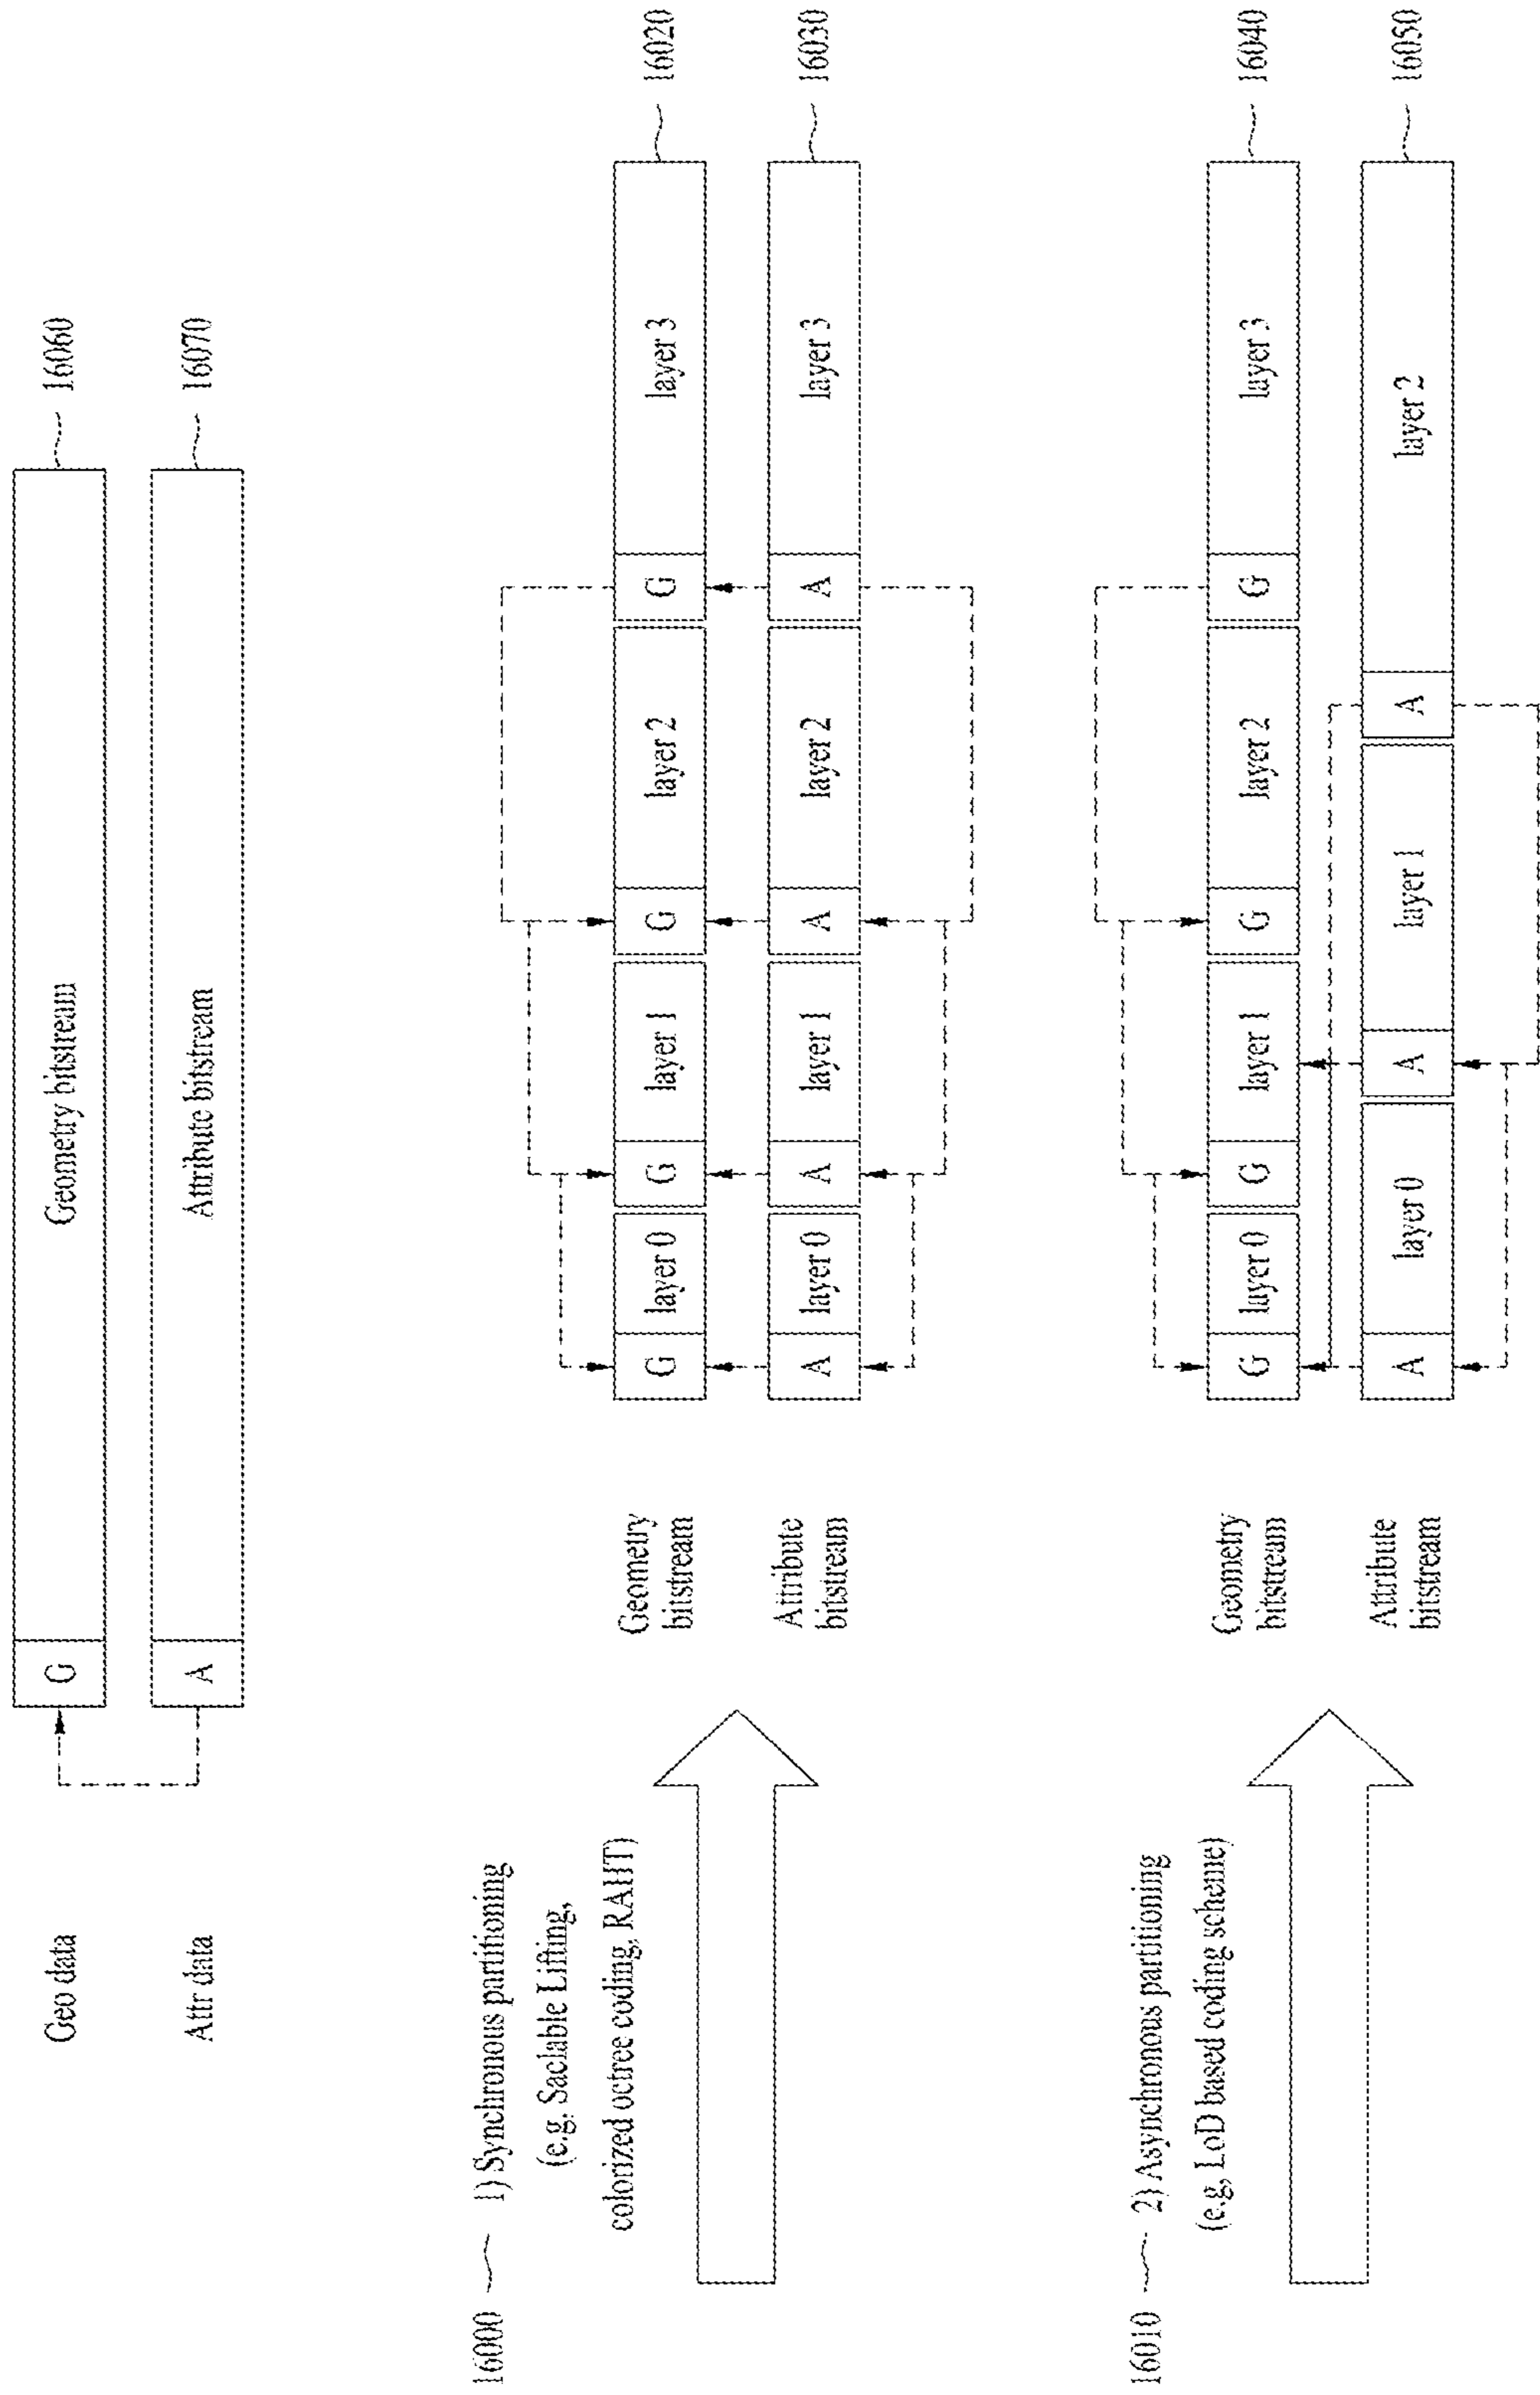 Geo data
G
Geometry bitstream
16060
Attr data
A
Attribute bitstream
16070
16000
1) Synchronous partitioning
(e.g, Saclable Lifting,
colorized octree coding, RAHT)
Geometry
bitstream
G
layer 0
G
layer 1
G
layer 2
G
layer 3
16020
Attribute
bitstream
A
layer 0
A
layer 1
A
layer 2
A
layer 3
16030
16010
2) Asynchronous partitioning
(e.g, LoD based coding scheme)
Geometry
bitstream
G
layer 0
G
layer 1
G
layer 2
G
layer 3
16040
Attribute
bitstream
A
layer 0
A
layer 1
A
layer 2
16050